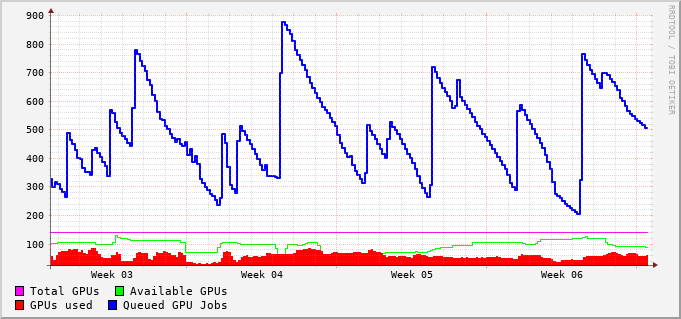 900
800
700
600
500
400
300
200
100
Week 03 Week 04 Week 05 Week 06
Total GPUs Available GPUs
GPUs used Queued GPU Jobs
RRDTOOL / TOBI OETIKER